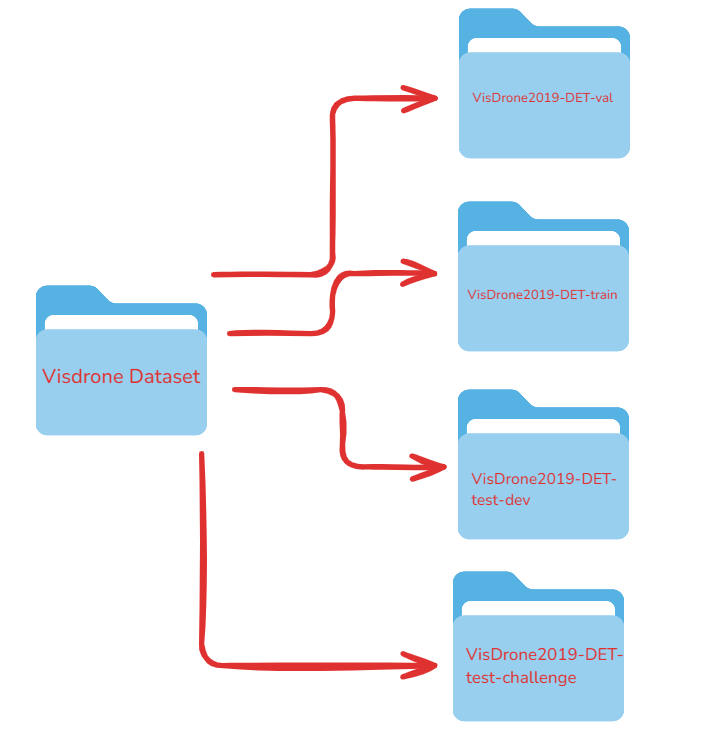 VisDrone2019-DET-val
VisDrone2019-DET-train
Visdrone Dataset
VisDrone2019-DET-
test-dev
VisDrone2019-DET-
test-challenge